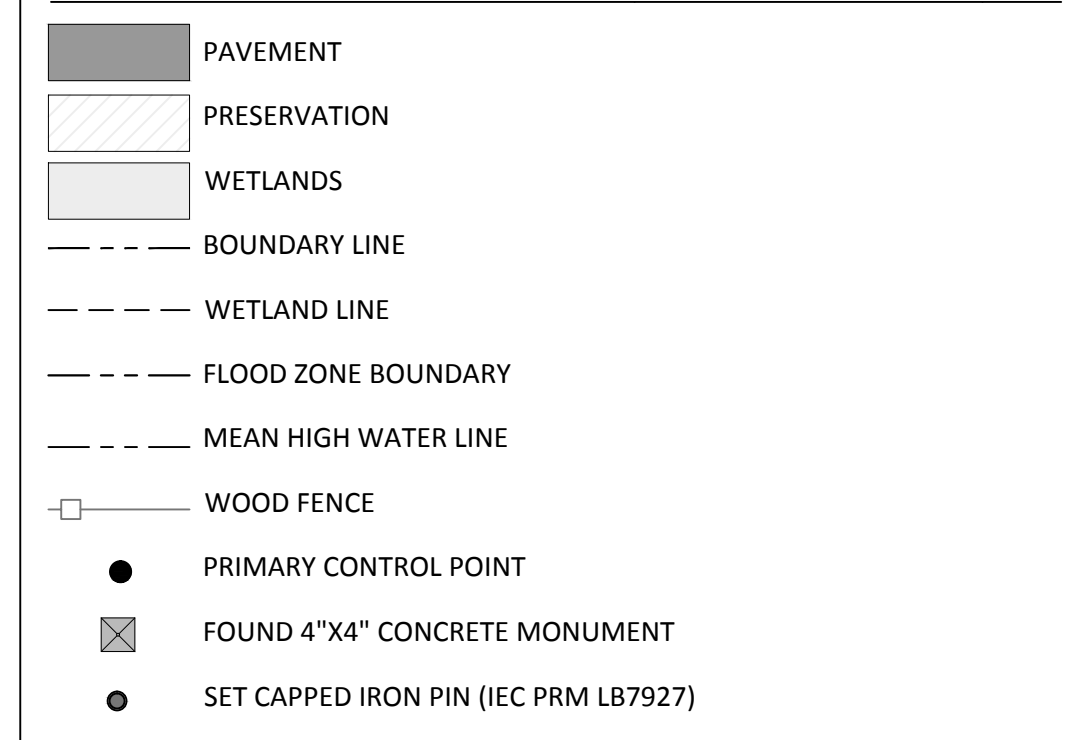 PAVEMENT
PRESERVATION
WETLANDS
BOUNDARY LINE
WETLAND LINE
FLOOD ZONE BOUNDARY
MEAN HIGH WATER LINE
WOOD FENCE
PRIMARY CONTROL POINT
FOUND 4"X4" CONCRETE MONUMENT
SET CAPPED IRON PIN (IEC PRM LB7927)